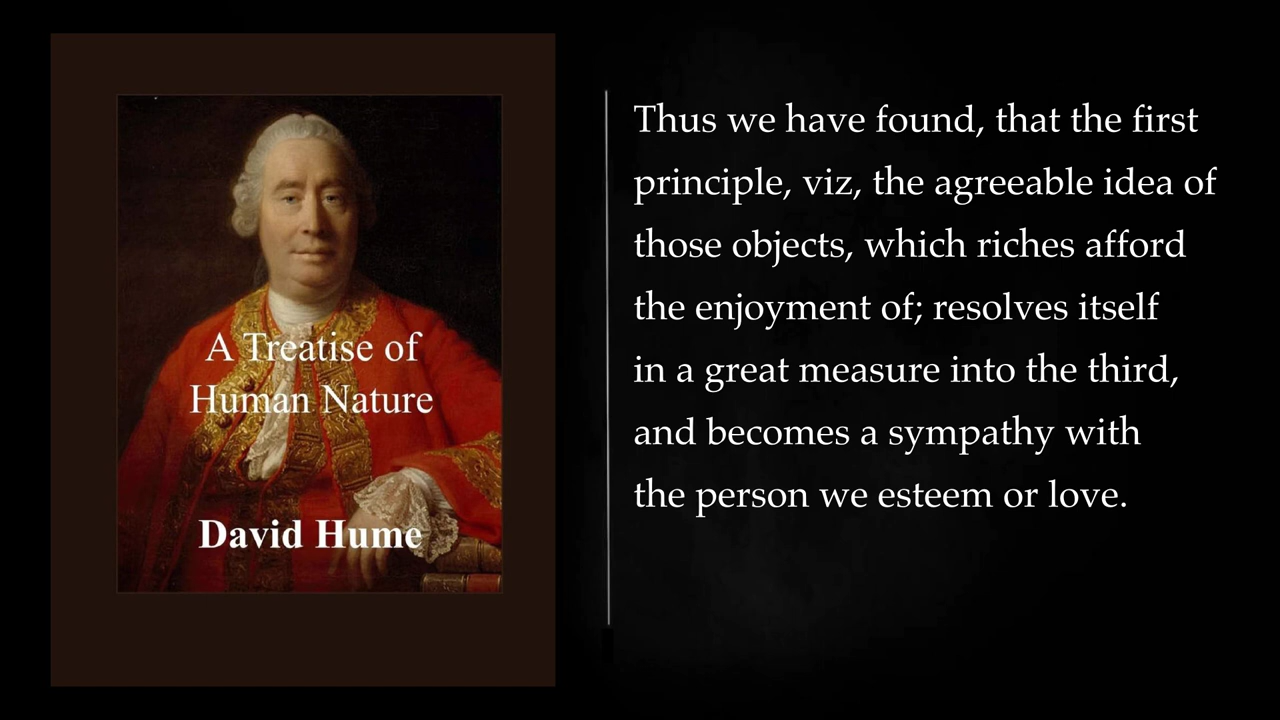 A Treatise of
Human Nature
David Hume
Thus we have found, that the first
principle, viz, the agreeable idea of
those objects, which riches afford
the enjoyment of; resolves itself
in a great measure into the third,
and becomes a sympathy with
the person we esteem or love.